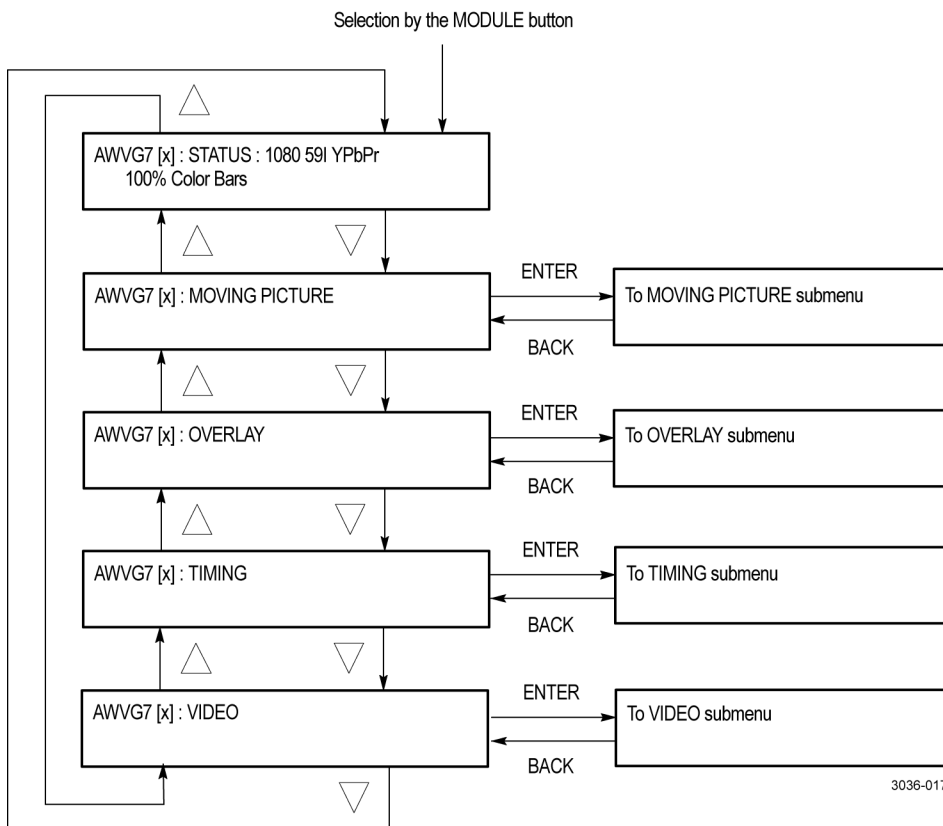 Selection by the MODULE button
AWVG7 [x] : STATUS : 1080 59I YPbPr
100% Color Bars
AWVG7 [x] : MOVING PICTURE
ENTER
BACK
To MOVING PICTURE submenu
AWVG7 [x] : OVERLAY
ENTER
BACK
To OVERLAY submenu
AWVG7 [x] : TIMING
ENTER
BACK
To TIMING submenu
AWVG7 [x] : VIDEO
ENTER
BACK
To VIDEO submenu
3036-017